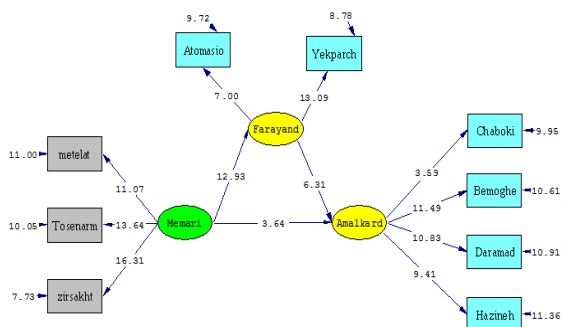 9.72
8.78
Atomasio
Yekparch
7.00
13.09
Farayand
Chaboki
9.95
11.00
metelat
3.59
12.93
6.31
11.07
Bemoghe
10.61
11.49
10.05
Tosenarm
13.64
Memari
3.64
Amalkard
10.83
Daramad
10.91
16.31
9.41
7.73
zirsakht
Hazineh
11.36